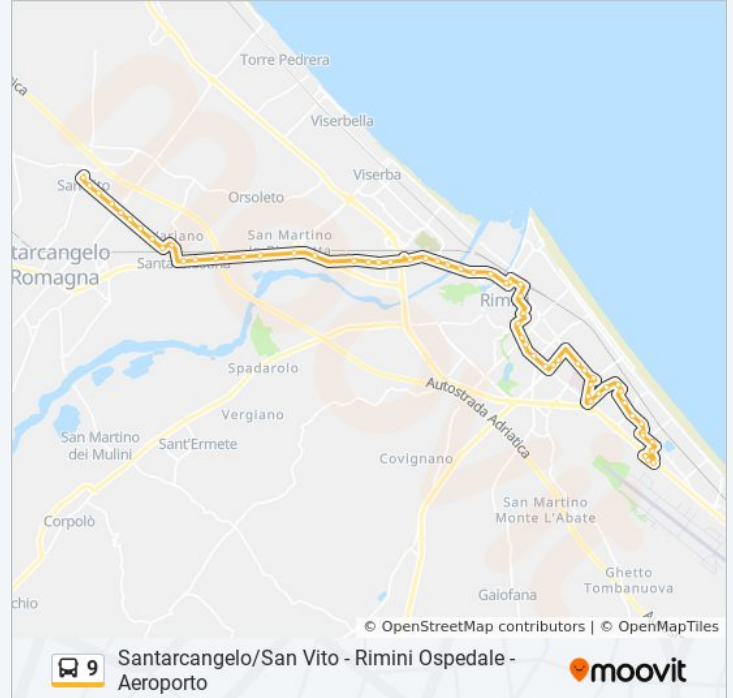 Torre Pedrera
Viserbella
Viserba
Orsoleto
San Martino
tarcangelo
Romagna
Spadarolo
Vergiano
Autostrada Adriatica
San Martino
dei Mulini
Sant'Ermete
Covignano
San Martino
Monte L'Abate
Corpolò
Ghetto
Tombanuova
Gaiofana
chio
© OpenStreetMap contributors | © OpenMapTiles
9 Santarcangelo/San Vito - Rimini Ospedale -
Aeroporto
moovit